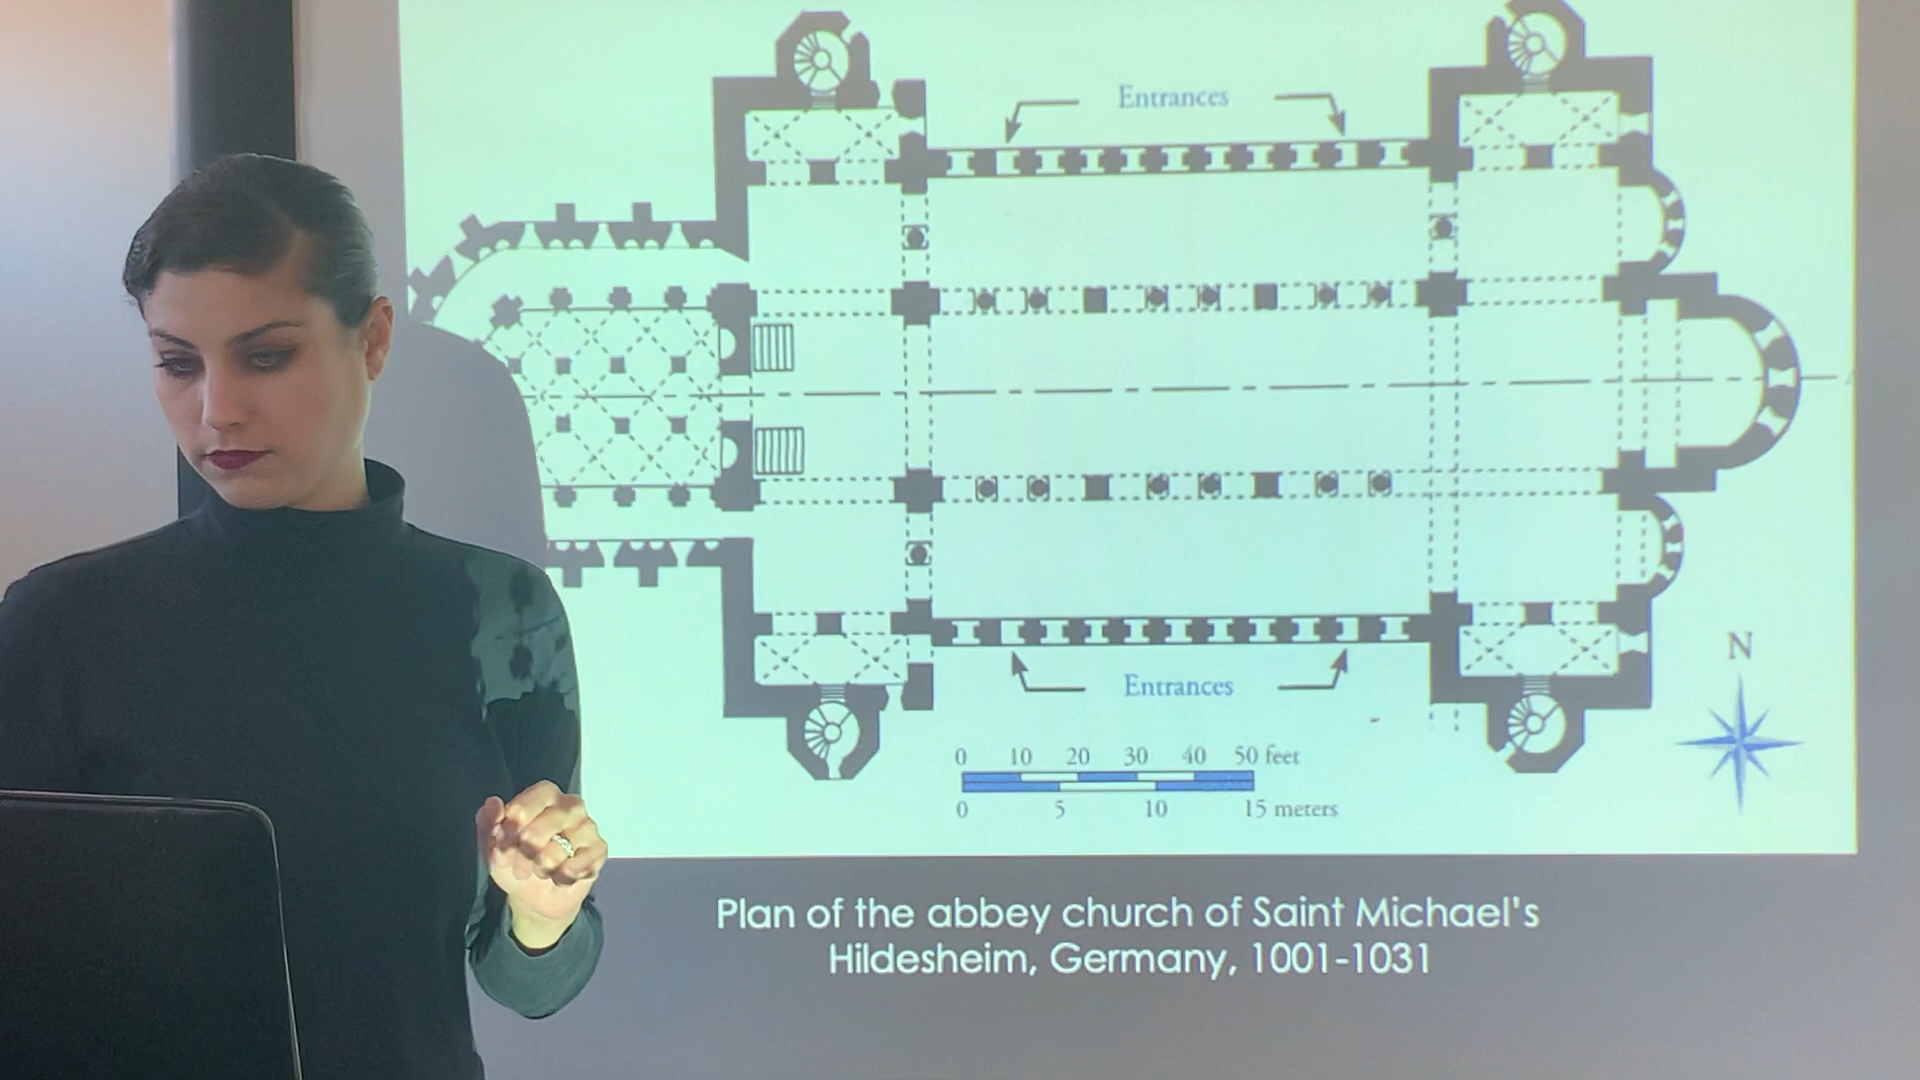 Entrances
Entrances
N
0 10 20 30 40 50 feet
0 5 10 15 meters
Plan of the abbey church of Saint Michael's
Hildesheim, Germany, 1001-1031